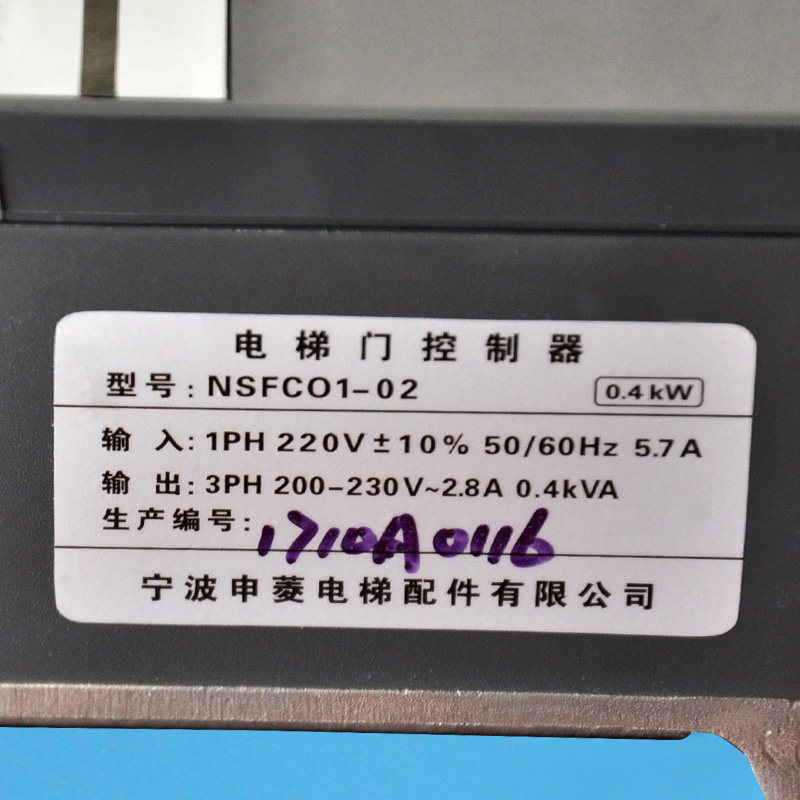 电梯门控制器
型号: NSFCO1-02 0.4kW
输入: 1PH 220V±10% 50/60Hz 5.7A
输出: 3PH 200-230V~2.8A 0.4kVA
生产编号: 1710A0116
宁波申菱电梯配件有限公司